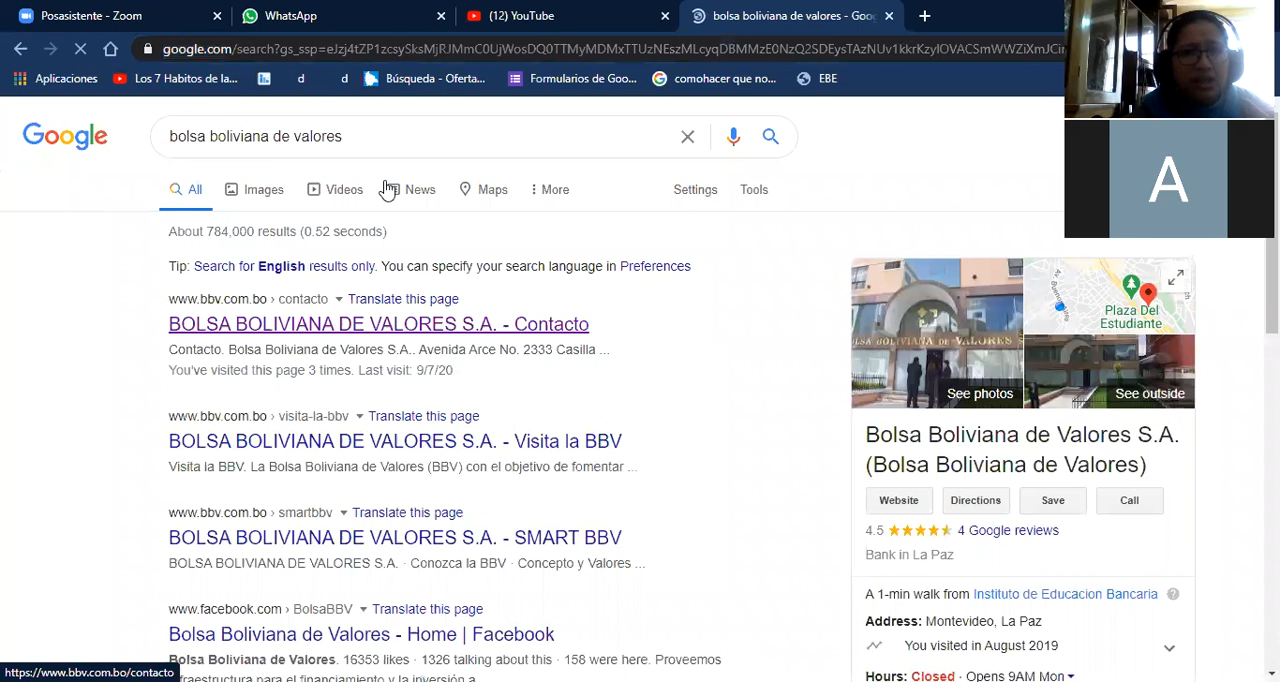 Posasistente - Zoom
WhatsApp
(12) YouTube
bolsa boliviana de valores - Goo
Aplicaciones
Los 7 Habitos de la...
d
d
Búsqueda - Oferta...
Formularios de Goo...
comohacer que no...
EBE
Google
bolsa boliviana de valores
All
Images
Videos
News
Maps
More
Settings
Tools
About 784,000 results (0.52 seconds)
Tip: Search for English results only. You can specify your search language in Preferences
www.bbv.com.bo › contacto
Translate this page
BOLSA BOLIVIANA DE VALORES S.A. - Contacto
Contacto. Bolsa Boliviana de Valores S.A.. Avenida Arce No. 2333 Casilla ...
You've visited this page 3 times. Last visit: 9/7/20
www.bbv.com.bo › visita-la-bbv
Translate this page
BOLSA BOLIVIANA DE VALORES S.A. - Visita la BBV
Visita la BBV. La Bolsa Boliviana de Valores (BBV) con el objetivo de fomentar ...
www.bbv.com.bo › smartbbv
Translate this page
BOLSA BOLIVIANA DE VALORES S.A. - SMART BBV
BOLSA BOLIVIANA DE VALORES S.A. · Conozca la BBV · Concepto y Valores ...
www.facebook.com › BolsaBBV
Translate this page
Bolsa Boliviana de Valores - Home | Facebook
Bolsa Boliviana de Valores. 16353 likes · 1326 talking about this · 158 were here. Proveemos
infraestructura para el financiamiento y la inversión a
https://www.bbv.com.bo/contacto
A
Plaza Del
Estudiante
See photos
See outside
Bolsa Boliviana de Valores S.A.
(Bolsa Boliviana de Valores)
Website
Directions
Save
Call
4.5
4 Google reviews
Bank in La Paz
A 1-min walk from Instituto de Educacion Bancaria
Address: Montevideo, La Paz
You visited in August 2019
Hours: Closed · Opens 9AM Mon